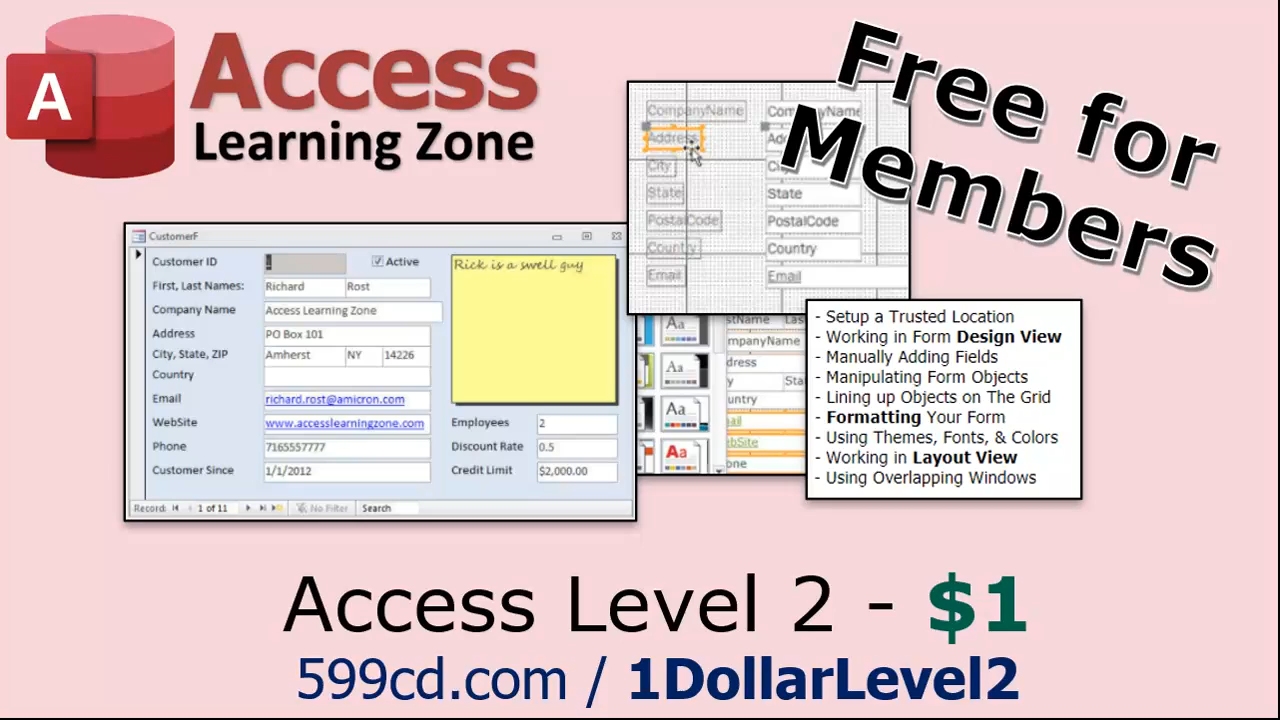 A
Access
Learning Zone
Free for
Members
CompanyName CompanyName
Address
City
State State
PostalCode PostalCode
Country Country
Email Email
CustomerF
Customer ID
Active
First, Last Names: Richard Rost
Company Name Access Learning Zone
Address PO Box 101
City, State, ZIP Amherst NY 14226
Country
Email richard.rost@amicron.com
WebSite www.accesslearningzone.com
Phone 7165557777
Customer Since 1/1/2012
Rick is a swell guy
Employees 2
Discount Rate 0.5
Credit Limit $2,000.00
Record: 1 of 11 No Filter Search
Aa
Aa
Aa
Aa
- Setup a Trusted Location
- Working in Form Design View
- Manually Adding Fields
- Manipulating Form Objects
- Lining up Objects on The Grid
- Formatting Your Form
- Using Themes, Fonts, & Colors
- Working in Layout View
- Using Overlapping Windows
Access Level 2 - $1
599cd.com / 1DollarLevel2